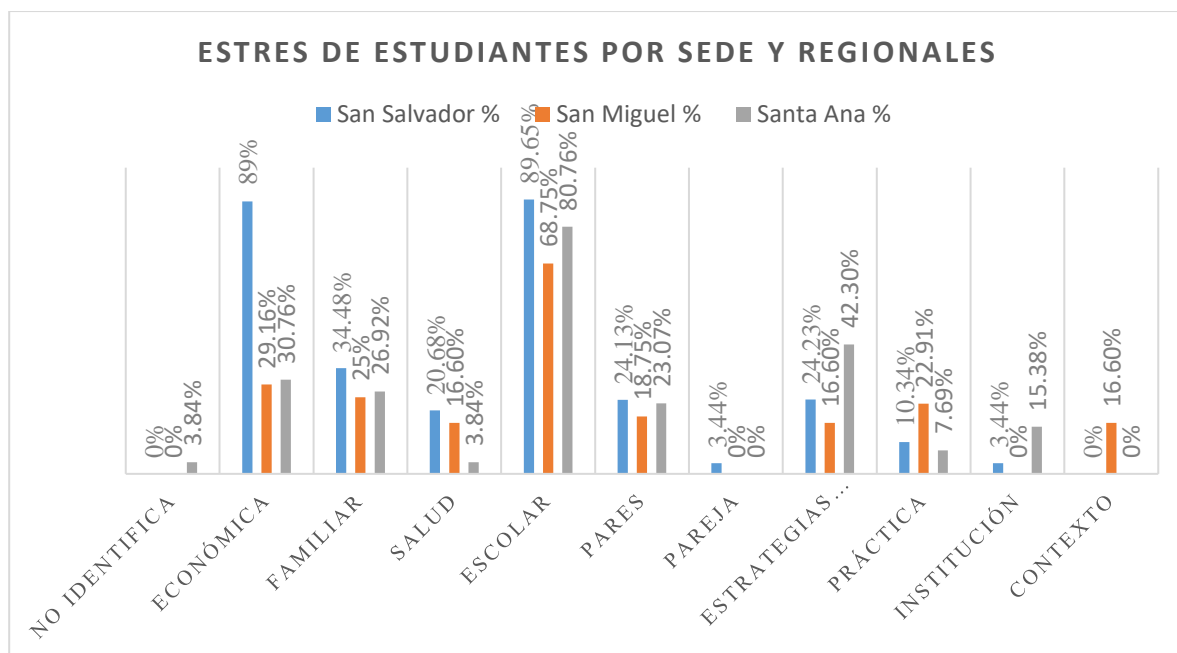 ESTRES DE ESTUDIANTES POR SEDE Y REGIONALES
San Salvador % San Miguel % Santa Ana %
0% 0% 3.84%
89% 29.16% 30.76%
34.48% 25% 26.92%
20.68% 16.60% 3.84%
89.65% 68.75% 80.76%
24.13% 18.75% 23.07%
3.44% 0% 0%
24.23% 16.60% 42.30%
10.34% 22.91% 7.69%
3.44% 0% 15.38%
0% 16.60% 0%
NO IDENTIFICA
ECONÓMICA
FAMILIAR
SALUD
ESCOLAR
PARES
PAREJA
ESTRATEGIAS...
PRÁCTICA
INSTITUCIÓN
CONTEXTO